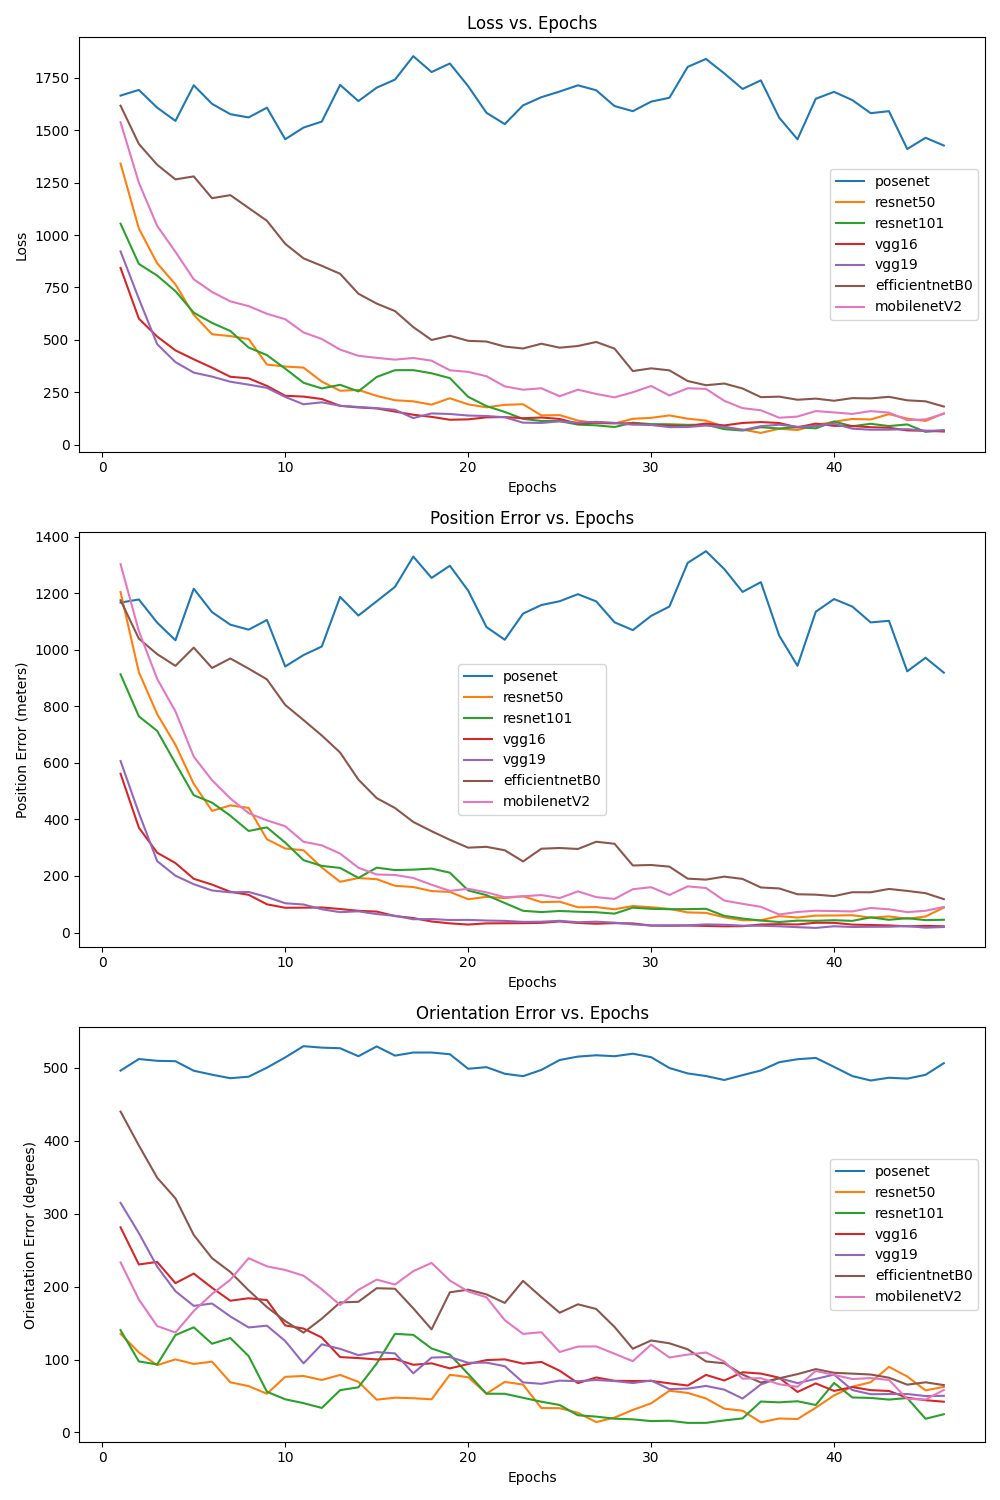 Loss vs. Epochs
1750
1500
1250
1000
750
500
250
0
Loss
posenet
resnet50
resnet101
vgg16
vgg19
efficientnetB0
mobilenetV2
0 10 20 30 40
Epochs
Position Error vs. Epochs
1400
1200
1000
800
600
400
200
0
Position Error (meters)
posenet
resnet50
resnet101
vgg16
vgg19
efficientnetB0
mobilenetV2
0 10 20 30 40
Epochs
Orientation Error vs. Epochs
500
400
300
200
100
0
Orientation Error (degrees)
posenet
resnet50
resnet101
vgg16
vgg19
efficientnetB0
mobilenetV2
0 10 20 30 40
Epochs